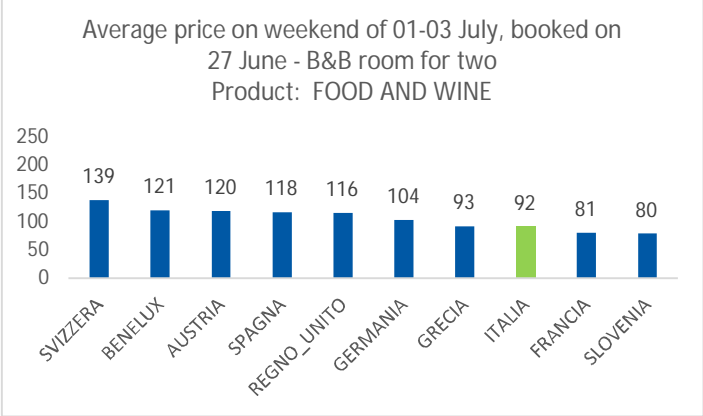 Average price on weekend of 01-03 July, booked on
27 June - B&B room for two
Product: FOOD AND WINE
250
200
150
100
50
0
139
121
120
118
116
104
93
92
81
80
SVIZZERA
BENELUX
AUSTRIA
SPAGNA
REGNO_UNITO
GERMANIA
GRECIA
ITALIA
FRANCIA
SLOVENIA